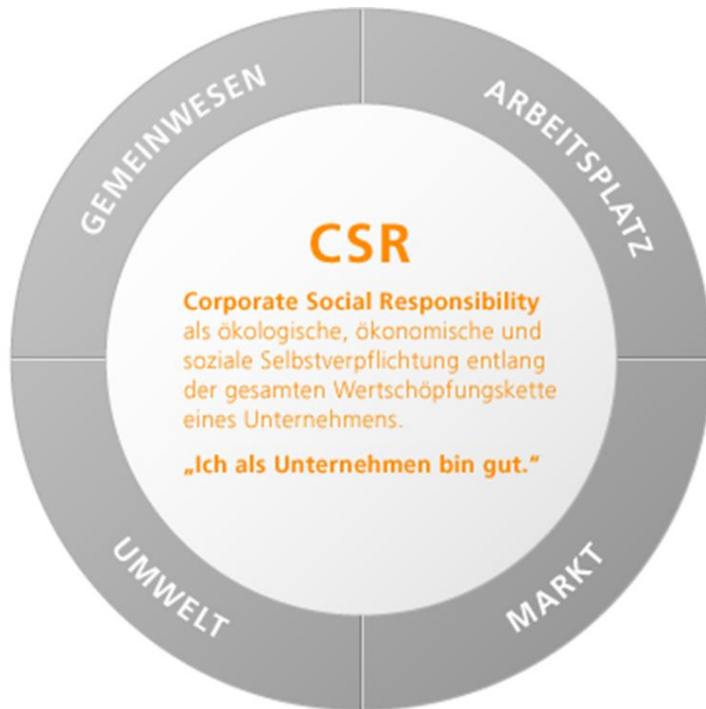 GEMEINWESEN
ARBEITSPLATZ
CSR
Corporate Social Responsibility
als ökologische, ökonomische und
soziale Selbstverpflichtung entlang
der gesamten Wertschöpfungskette
eines Unternehmens.
„Ich als Unternehmen bin gut.“
UMWELT
MARKT